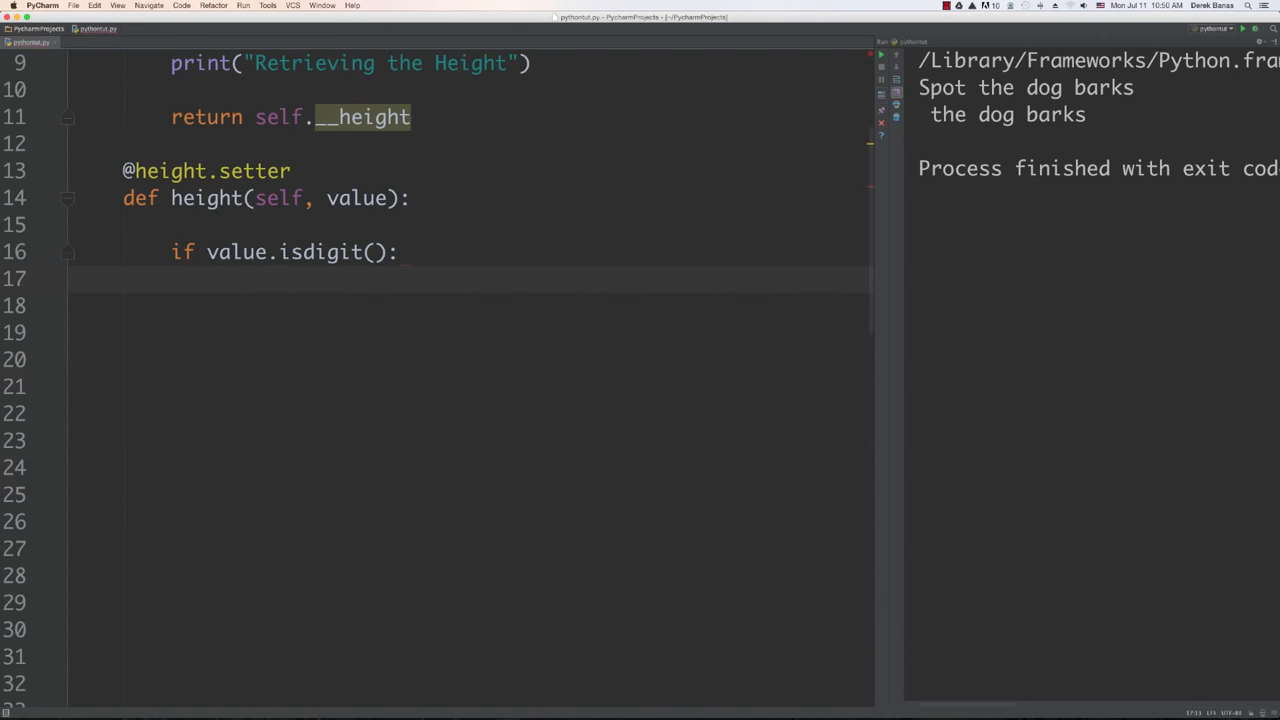 PyCharm File Edit View Navigate Code Refactor Run Tools VCS Window Help 10 Mon Jul 11 10:50 AM Derek Banas
pythontut.py - PycharmProjects - [~/PycharmProjects]
PycharmProjects pythontut.py pythontut
pythontut.py Run pythontut
9 print("Retrieving the Height")
10
11 return self.__height
12
13 @height.setter
14 def height(self, value):
15
16 if value.isdigit():
17
18
19
20
21
22
23
24
25
26
27
28
29
30
31
32
/Library/Frameworks/Python.fra
Spot the dog barks
the dog barks
Process finished with exit cod
17:13 LF÷ UTF-8÷